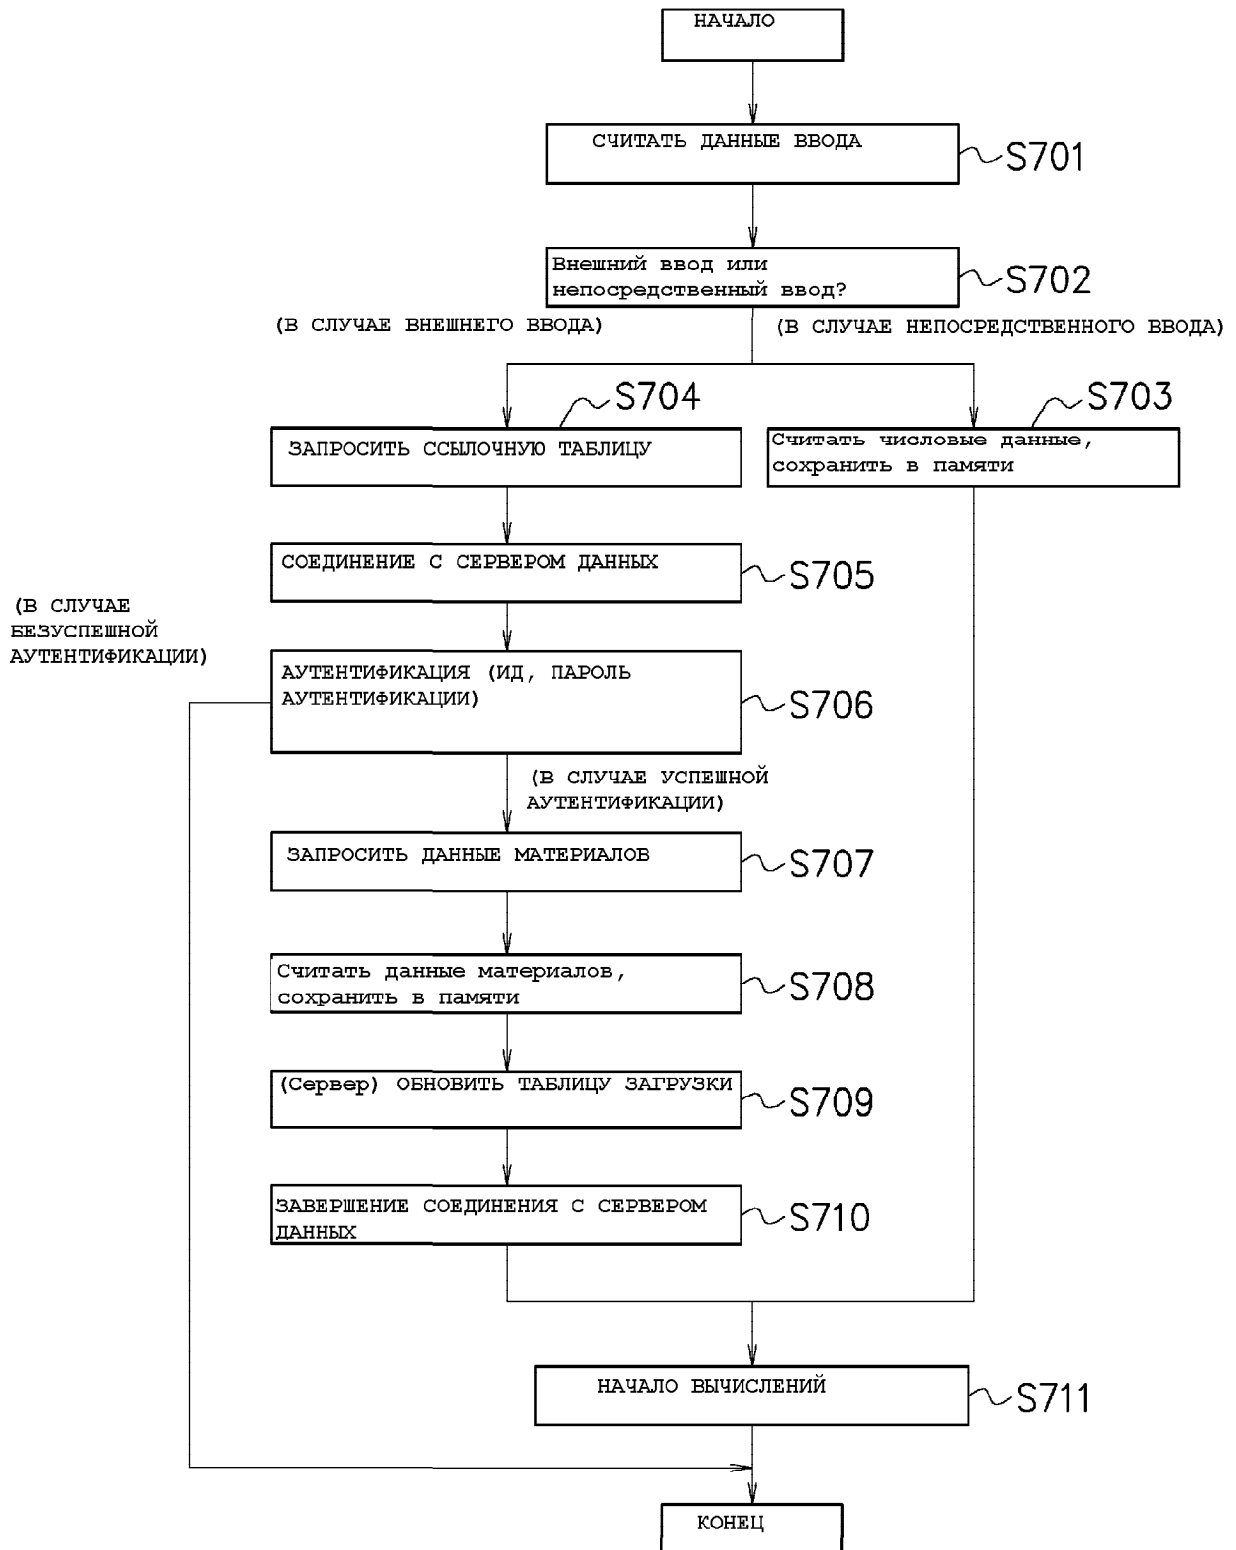 НАЧАЛО
СЧИТАТЬ ДАННЫЕ ВВОДА
S701
Внешний ввод или
непосредственный ввод?
S702
(В СЛУЧАЕ ВНЕШНЕГО ВВОДА)
(В СЛУЧАЕ НЕПОСРЕДСТВЕННОГО ВВОДА)
S704
S703
ЗАПРОСИТЬ ССЫЛОЧНУЮ ТАБЛИЦУ
Считать числовые данные,
сохранить в памяти
СОЕДИНЕНИЕ С СЕРВЕРОМ ДАННЫХ
S705
(В СЛУЧАЕ
БЕЗУСПЕШНОЙ
АУТЕНТИФИКАЦИИ)
АУТЕНТИФИКАЦИЯ (ИД, ПАРОЛЬ
АУТЕНТИФИКАЦИИ)
S706
(В СЛУЧАЕ УСПЕШНОЙ
АУТЕНТИФИКАЦИИ)
ЗАПРОСИТЬ ДАННЫЕ МАТЕРИАЛОВ
S707
Считать данные материалов,
сохранить в памяти
S708
(Сервер) ОБНОВИТЬ ТАБЛИЦУ ЗАГРУЗКИ
S709
ЗАВЕРШЕНИЕ СОЕДИНЕНИЯ С СЕРВЕРОМ
ДАННЫХ
S710
НАЧАЛО ВЫЧИСЛЕНИЙ
S711
КОНЕЦ